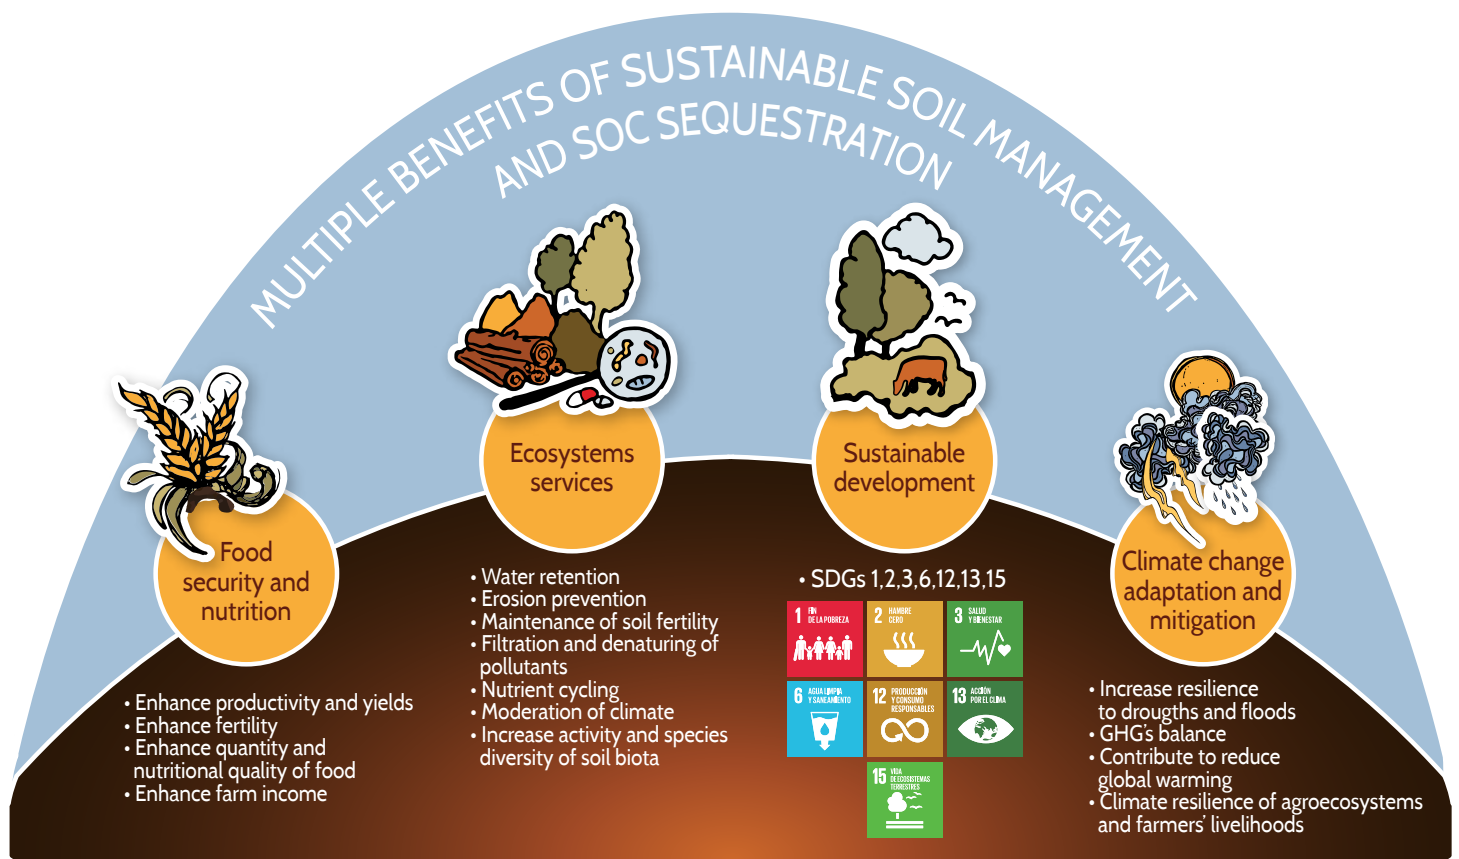 MULTIPLE BENEFITS OF SUSTAINABLE SOIL MANAGEMENT
AND SOC SEQUESTRATION
Food
security and
nutrition
• Enhance productivity and yields
• Enhance fertility
• Enhance quantity and
nutritional quality of food
• Enhance farm income
Ecosystems
services
• Water retention
• Erosion prevention
• Maintenance of soil fertility
• Filtration and denaturing of
pollutants
• Nutrient cycling
• Moderation of climate
• Increase activity and species
diversity of soil biota
Sustainable
development
• SDGs 1,2,3,6,12,13,15
1 FIN
DE LA POBREZA
2 HAMBRE
CERO
3 SALUD
Y BIENESTAR
6 AGUA LIMPIA
Y SANEAMIENTO
12 PRODUCCIÓN
Y CONSUMO
RESPONSABLES
13 ACCIÓN
POR EL CLIMA
15 VIDA
DE ECOSISTEMAS
TERRESTRES
Climate change
adaptation and
mitigation
• Increase resilience
to drougths and floods
• GHG's balance
• Contribute to reduce
global warming
• Climate resilience of agroecosystems
and farmers' livelihoods